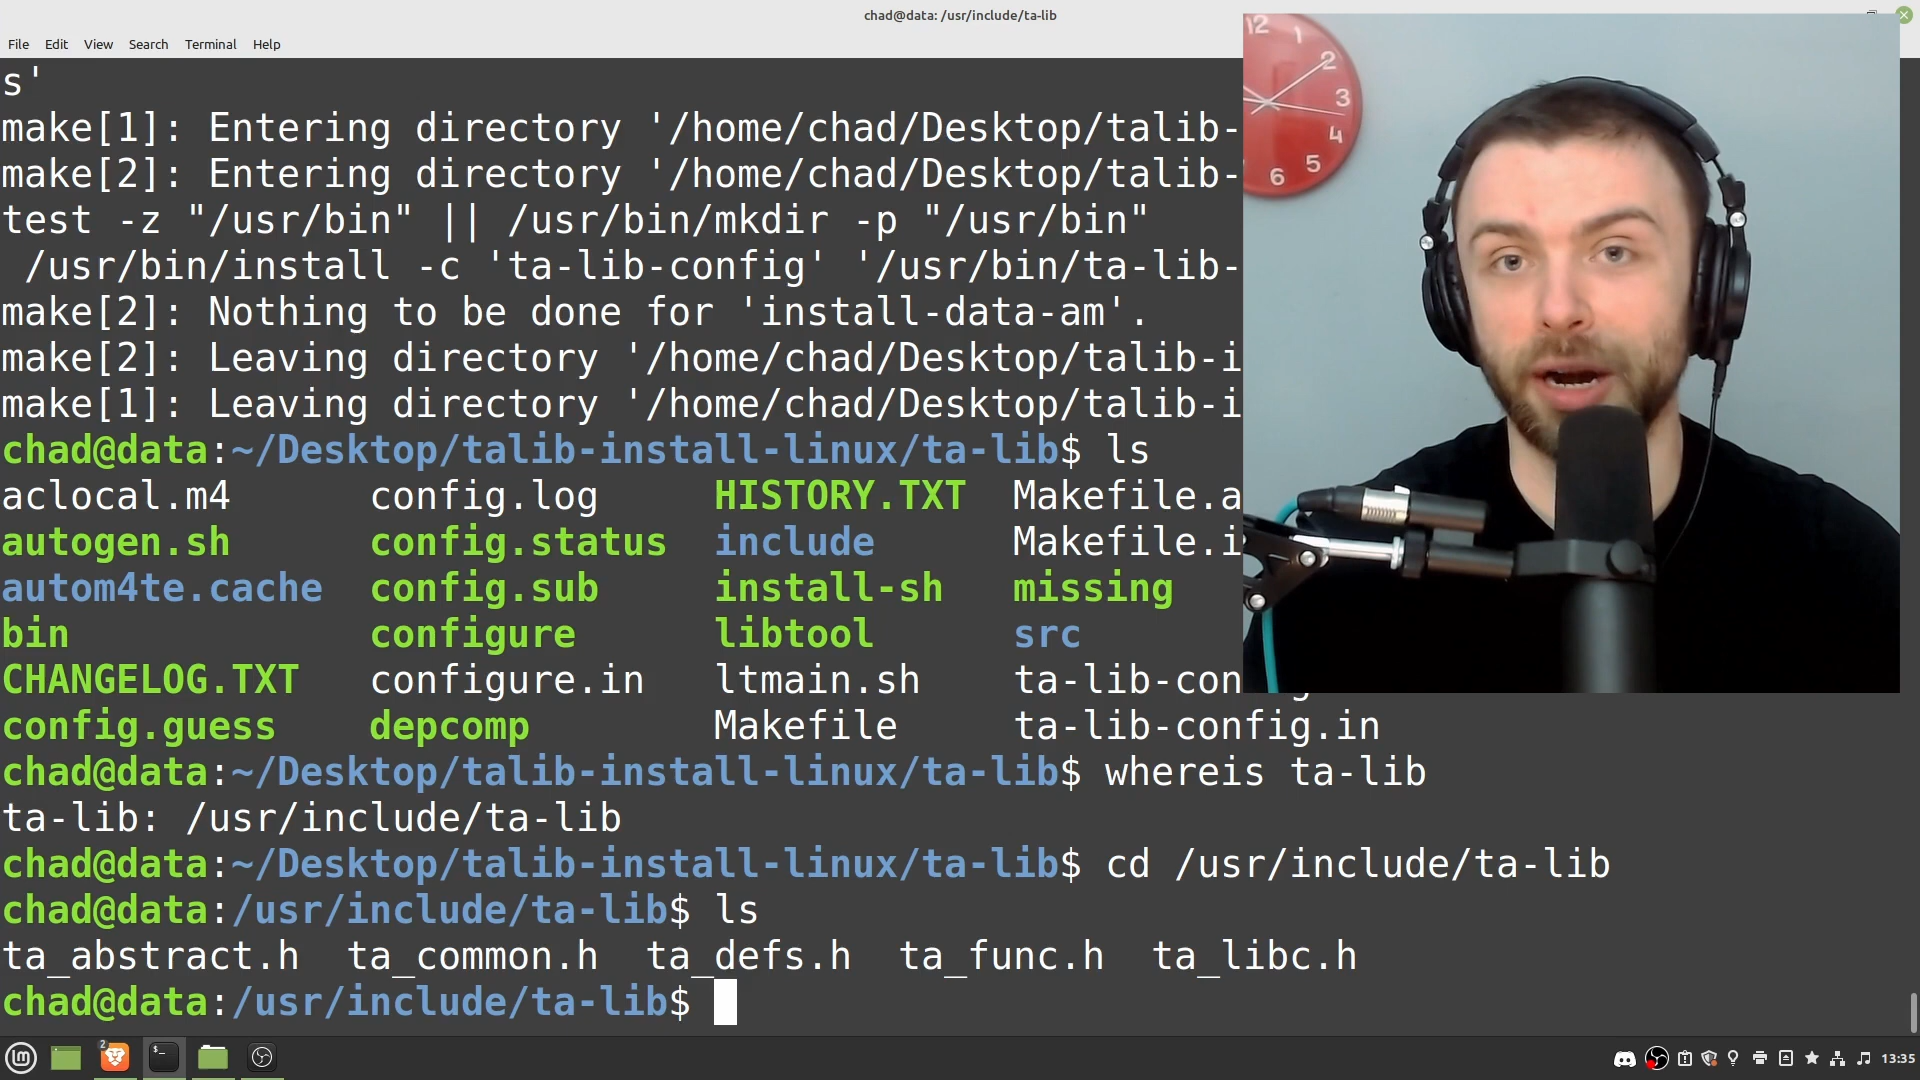 chad@data: /usr/include/ta-lib
File Edit View Search Terminal Help
s'
make[1]: Entering directory '/home/chad/Desktop/talib-
make[2]: Entering directory '/home/chad/Desktop/talib-
test -z "/usr/bin" || /usr/bin/mkdir -p "/usr/bin"
/usr/bin/install -c 'ta-lib-config' '/usr/bin/ta-lib-
make[2]: Nothing to be done for 'install-data-am'.
make[2]: Leaving directory '/home/chad/Desktop/talib-i
make[1]: Leaving directory '/home/chad/Desktop/talib-i
chad@data:~/Desktop/talib-install-linux/ta-lib$ ls
aclocal.m4 config.log HISTORY.TXT Makefile.a
autogen.sh config.status include Makefile.i
autom4te.cache config.sub install-sh missing
bin configure libtool src
CHANGELOG.TXT configure.in ltmain.sh ta-lib-con
config.guess depcomp Makefile ta-lib-config.in
chad@data:~/Desktop/talib-install-linux/ta-lib$ whereis ta-lib
ta-lib: /usr/include/ta-lib
chad@data:~/Desktop/talib-install-linux/ta-lib$ cd /usr/include/ta-lib
chad@data:/usr/include/ta-lib$ ls
ta_abstract.h ta_common.h ta_defs.h ta_func.h ta_libc.h
chad@data:/usr/include/ta-lib$
12 1 2 3 4 5 6
2
13:35